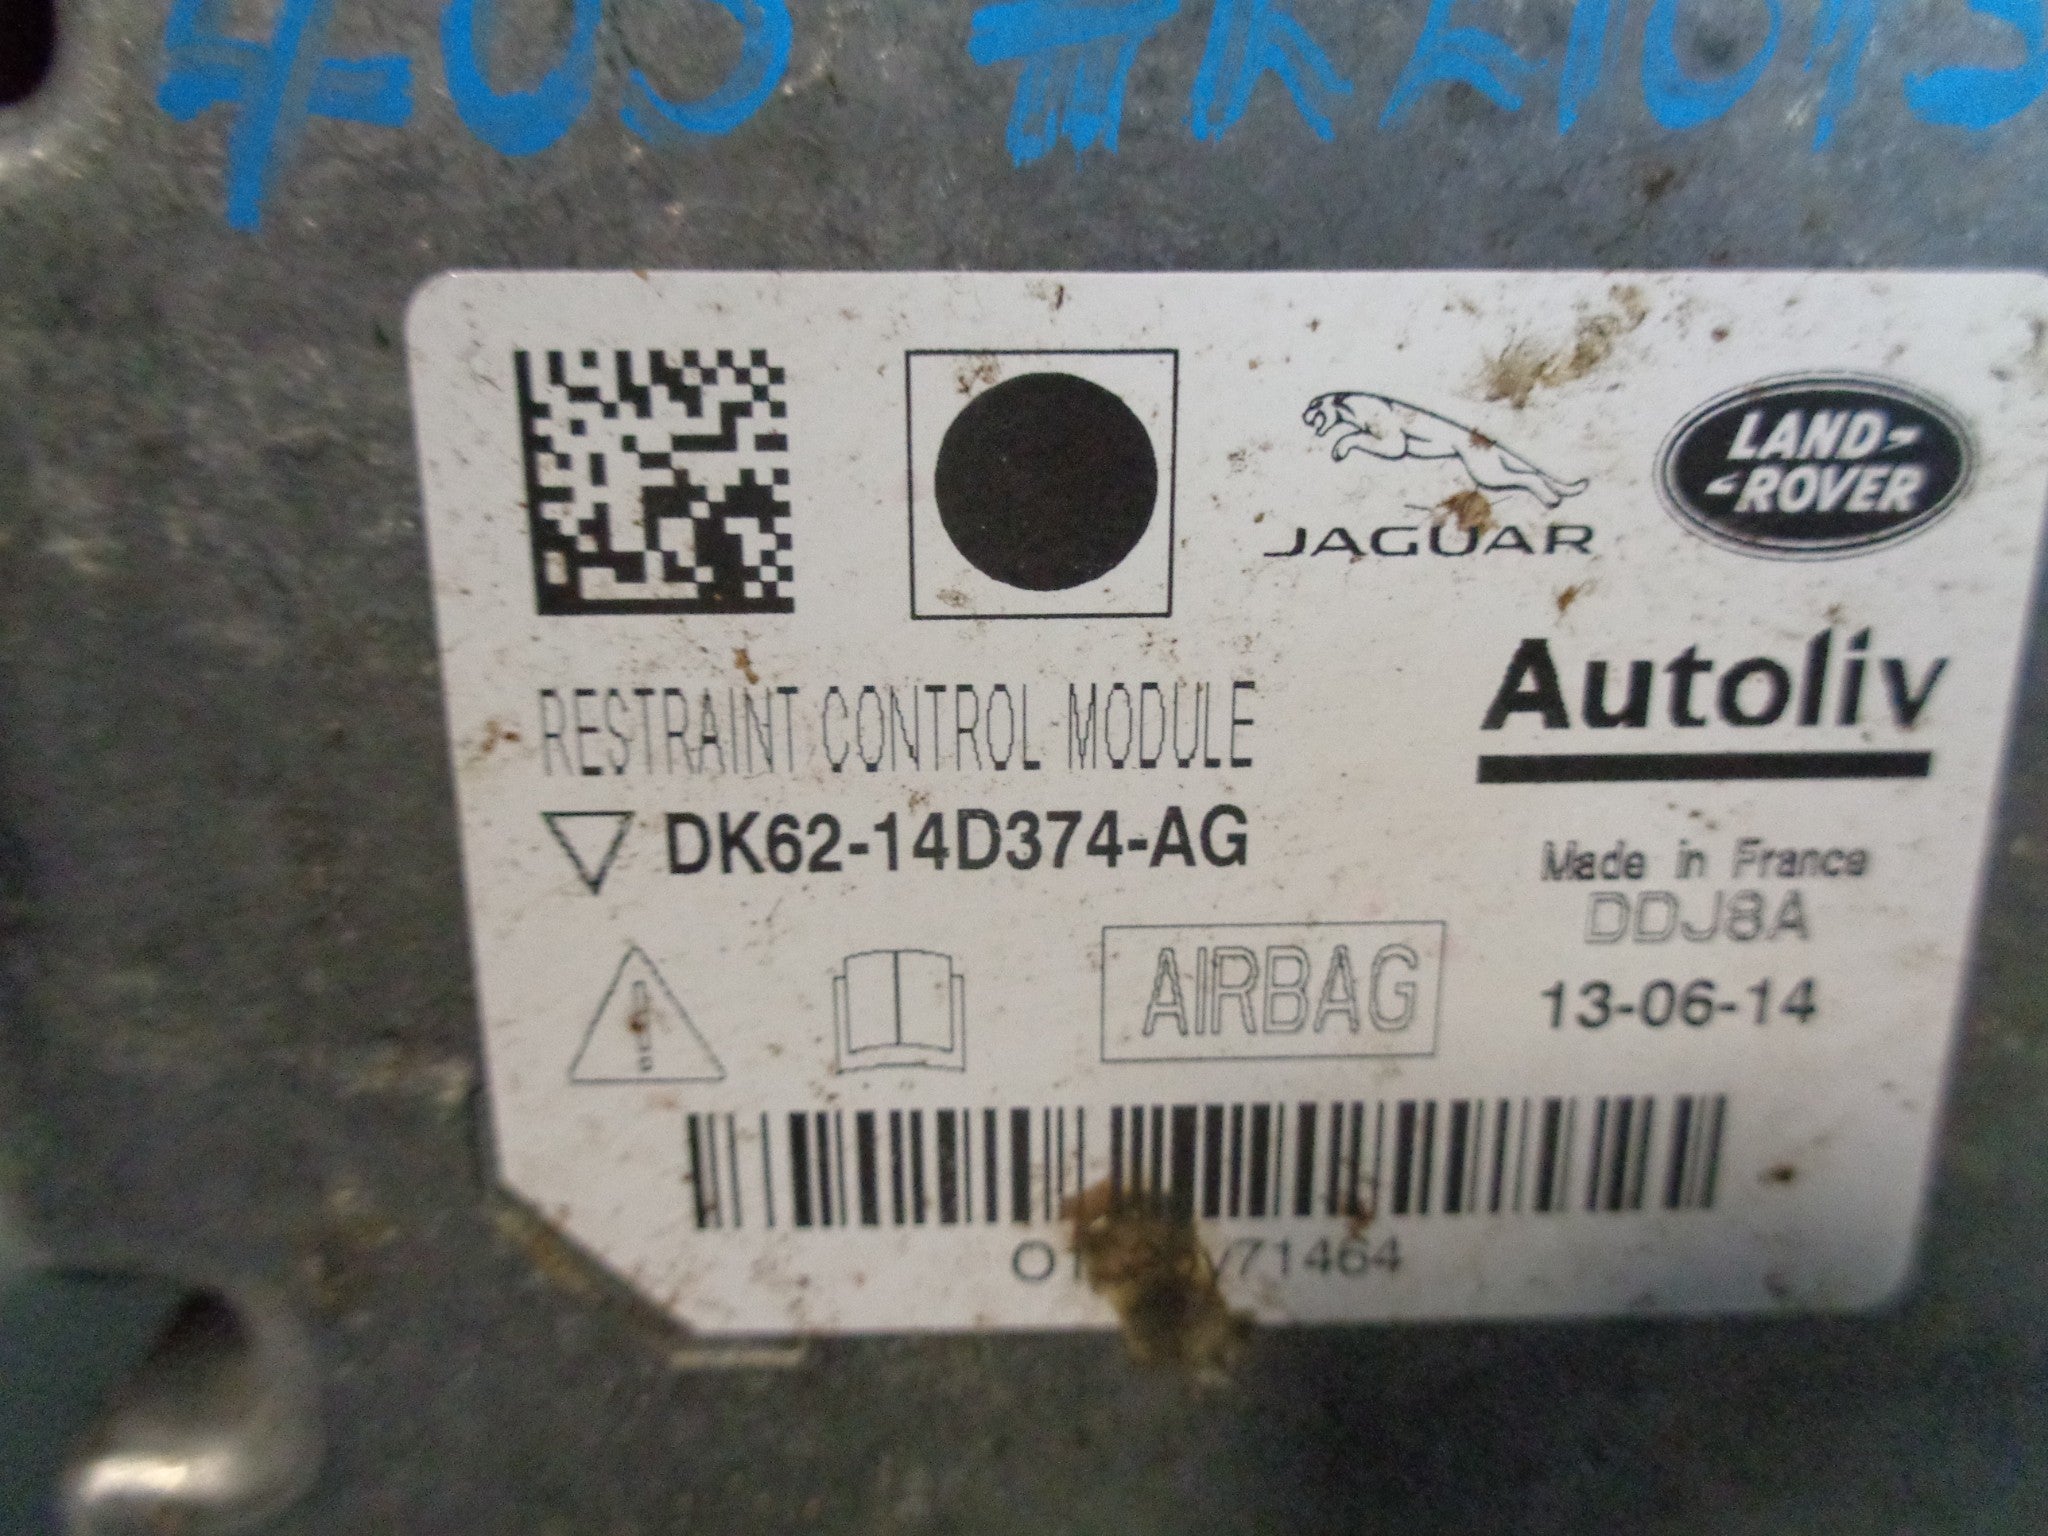 LAND-
ROVER
JAGUAR
Autoliv
RESTRAINT CONTROL MODULE
DK62-14D374-AG
Made in France
DDJ8A
AIRBAG
13-06-14